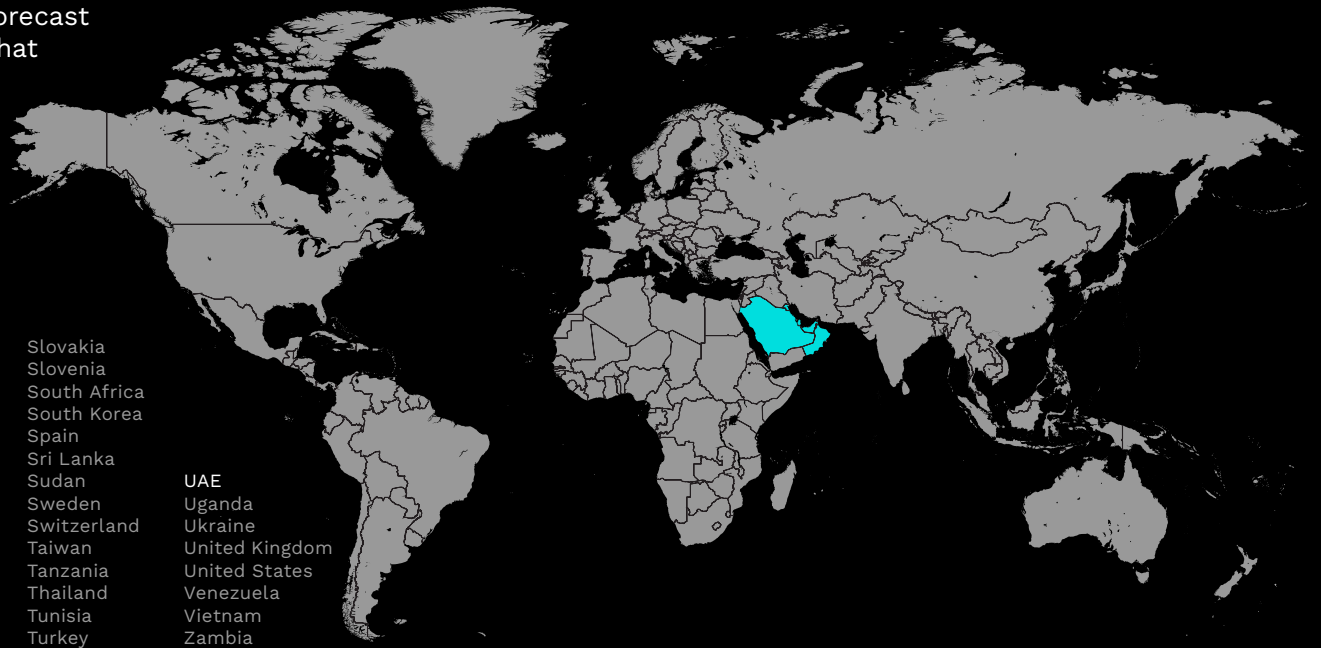 orecast
hat
Slovakia
Slovenia
South Africa
South Korea
Spain
Sri Lanka
Sudan
Sweden
Switzerland
Taiwan
Tanzania
Thailand
Tunisia
Turkey
UAE
Uganda
Ukraine
United Kingdom
United States
Venezuela
Vietnam
Zambia